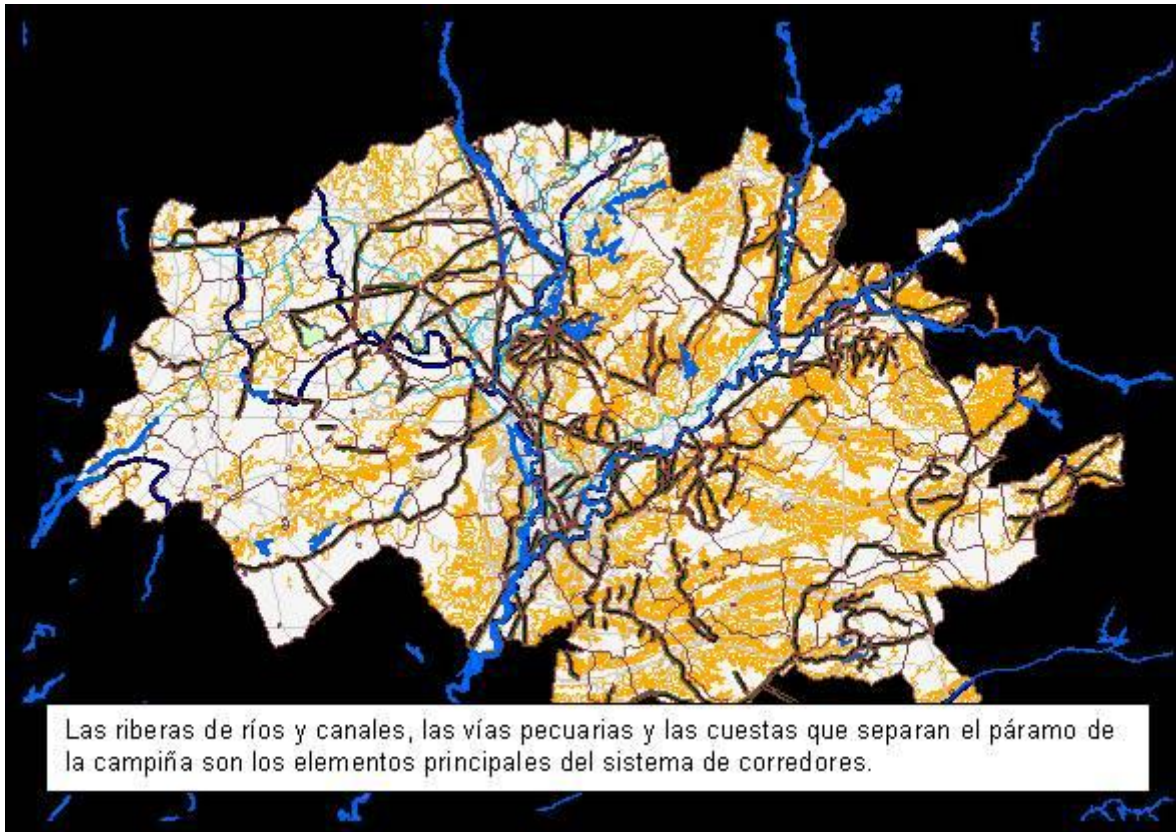 Las riberas de ríos y canales, las vías pecuarias y las cuestas que separan el páramo de
la campiña son los elementos principales del sistema de corredores.